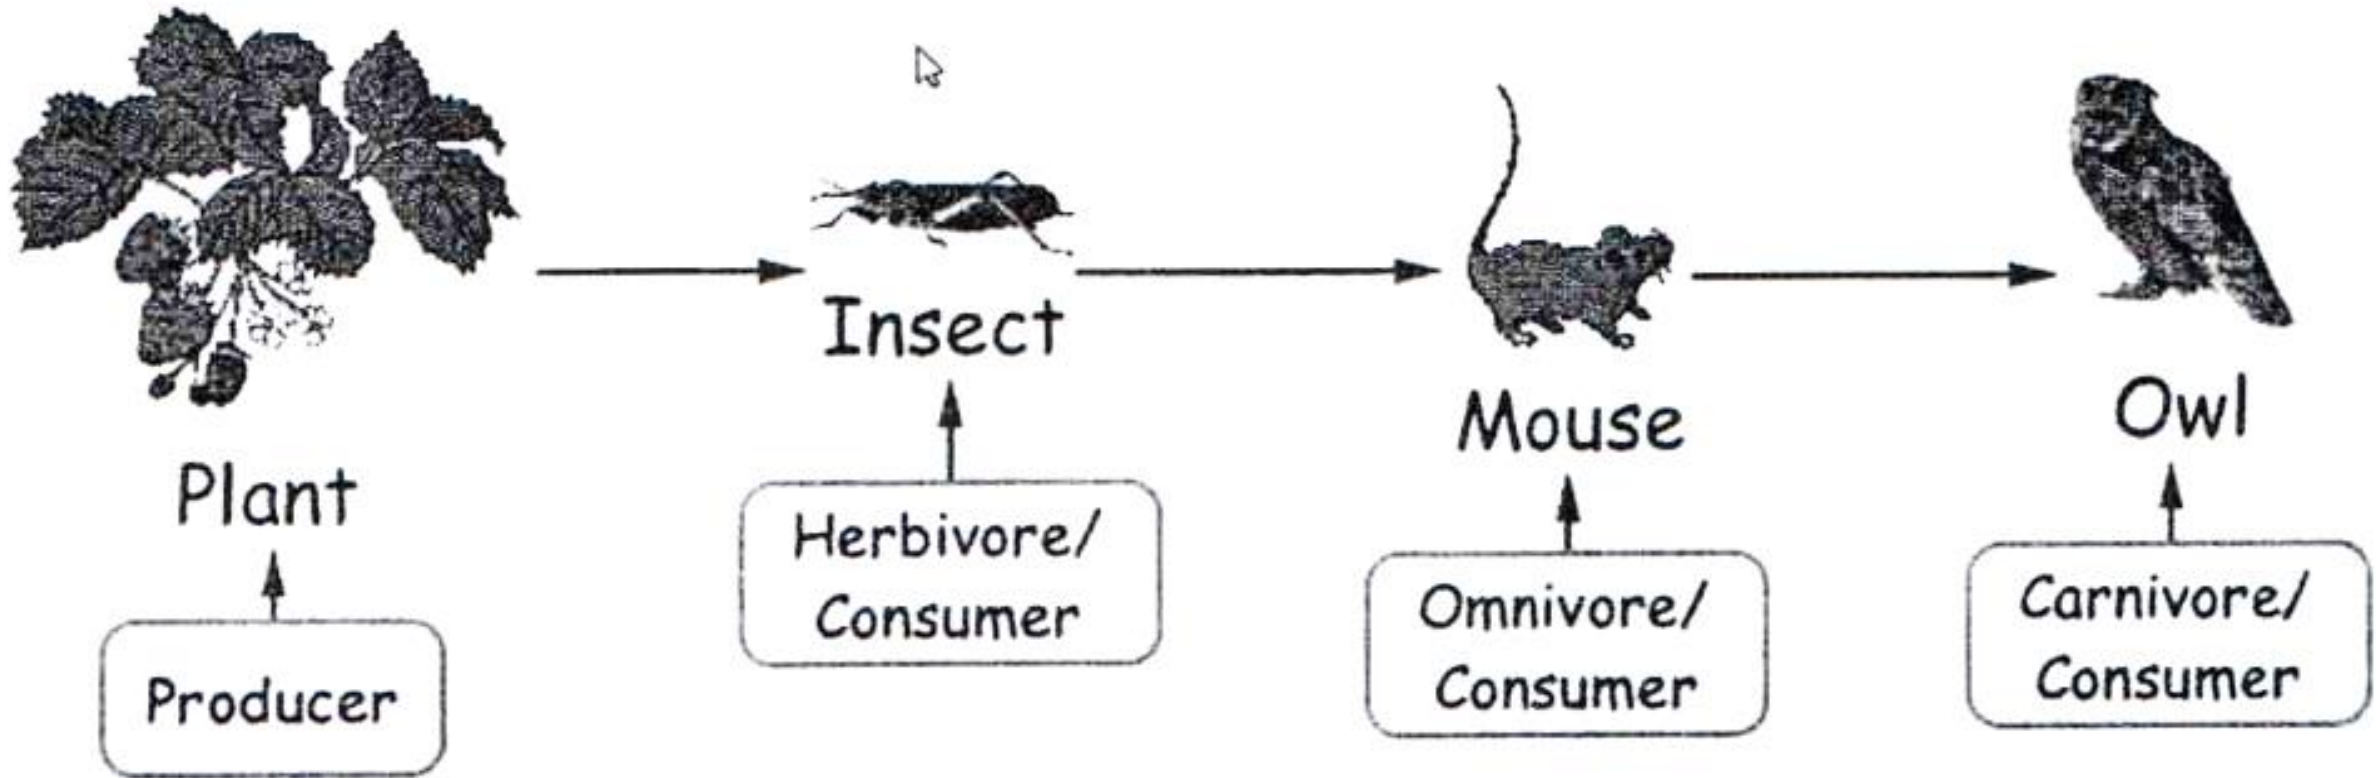 Plant
Producer
Insect
Herbivore/
Consumer
Mouse
Omnivore/
Consumer
Owl
Carnivore/
Consumer